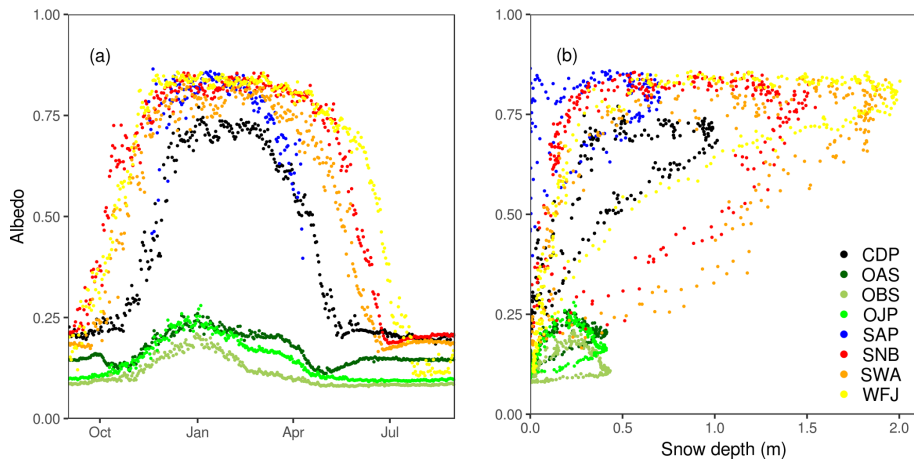 1.00
0.75
0.50
0.25
0.00
Albedo
(a)
Oct
Jan
Apr
Jul
1.00
0.75
0.50
0.25
0.00
(b)
0.0
0.5
1.0
1.5
2.0
Snow depth (m)
CDP
OAS
OBS
OJP
SAP
SNB
SWA
WFJ